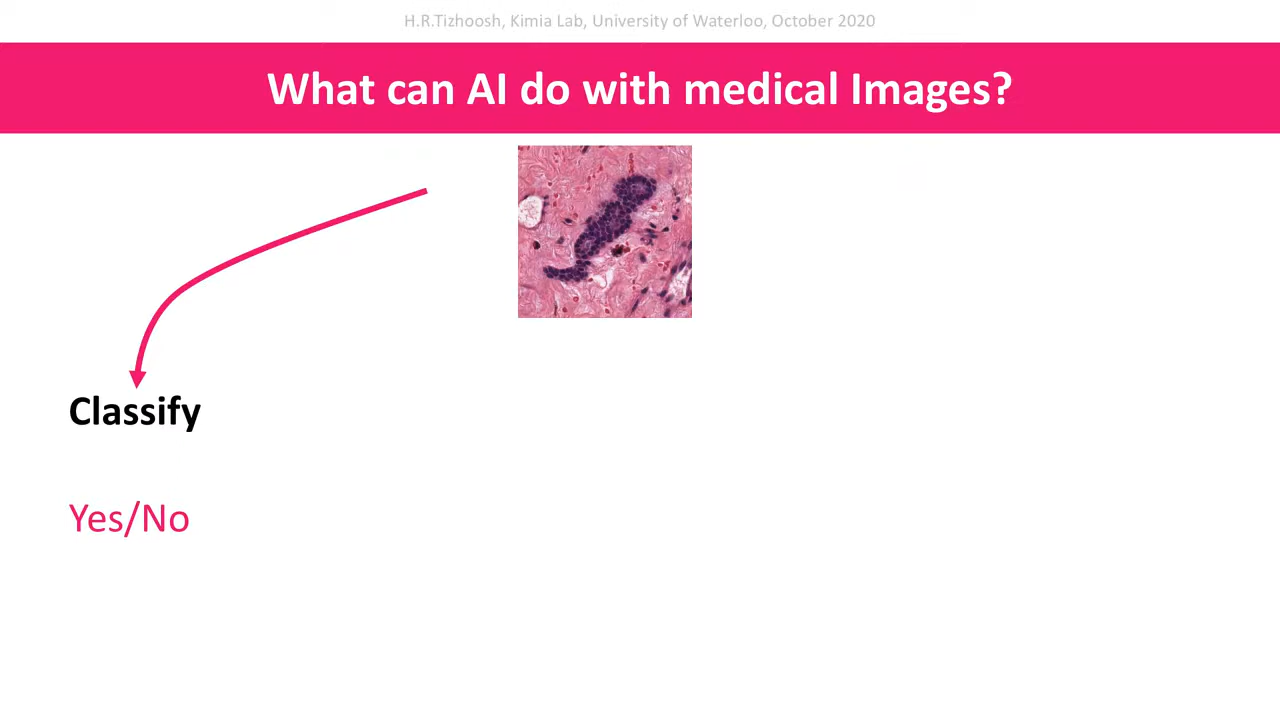 H.R.Tizhoosh, Kimia Lab, University of Waterloo, October 2020
What can AI do with medical Images?
Classify
Yes/No